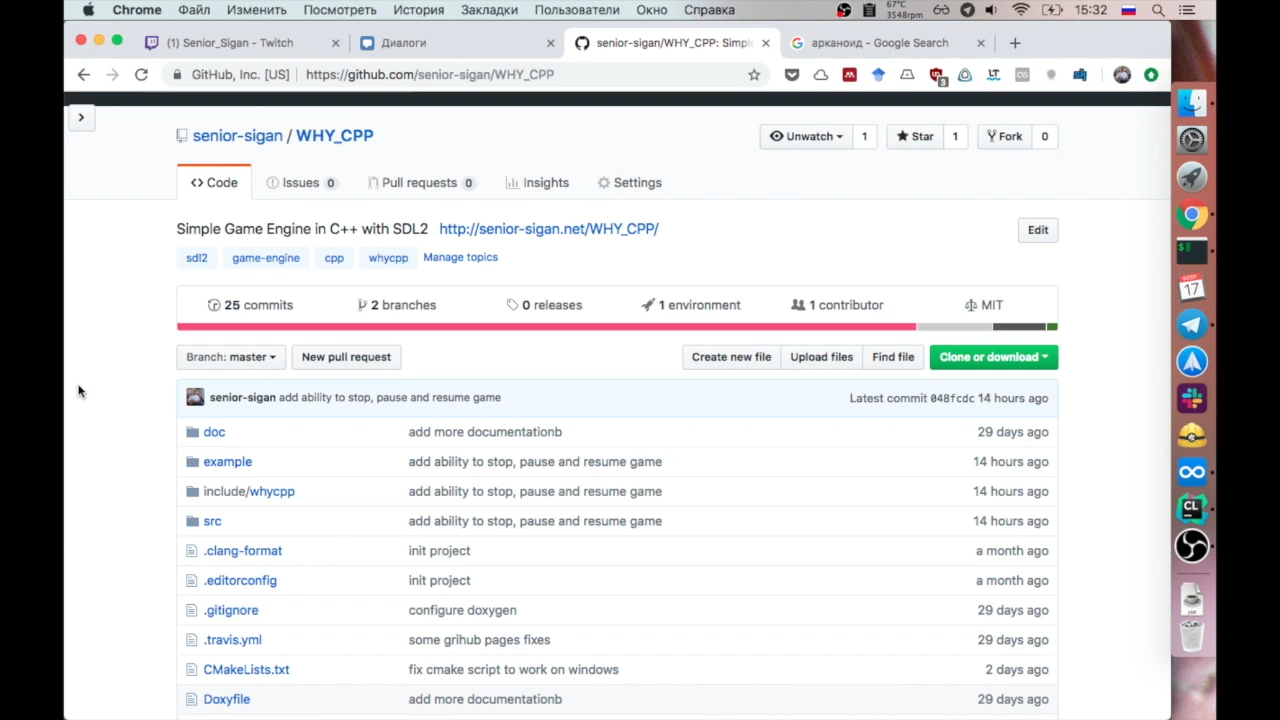 Chrome Файл Изменить Посмотреть История Закладки Пользователи Окно Справка 67°C 3548rpm 15:32
(1) Senior_Sigan - Twitch Диалоги senior-sigan/WHY_CPP: Simple арканоид - Google Search
GitHub, Inc. [US] https://github.com/senior-sigan/WHY_CPP 3
senior-sigan / WHY_CPP Unwatch 1 Star 1 Fork 0
Code Issues 0 Pull requests 0 Insights Settings
Simple Game Engine in C++ with SDL2 http://senior-sigan.net/WHY_CPP/ Edit
sdl2 game-engine cpp whycpp Manage topics
25 commits 2 branches 0 releases 1 environment 1 contributor MIT
Branch: master New pull request Create new file Upload files Find file Clone or download
senior-sigan add ability to stop, pause and resume game Latest commit 048fcdc 14 hours ago
doc add more documentationb 29 days ago
example add ability to stop, pause and resume game 14 hours ago
include/whycpp add ability to stop, pause and resume game 14 hours ago
src add ability to stop, pause and resume game 14 hours ago
.clang-format init project a month ago
.editorconfig init project a month ago
.gitignore configure doxygen 29 days ago
.travis.yml some grihub pages fixes 29 days ago
CMakeLists.txt fix cmake script to work on windows 2 days ago
Doxyfile add more documentationb 29 days ago
17
CL
JAR